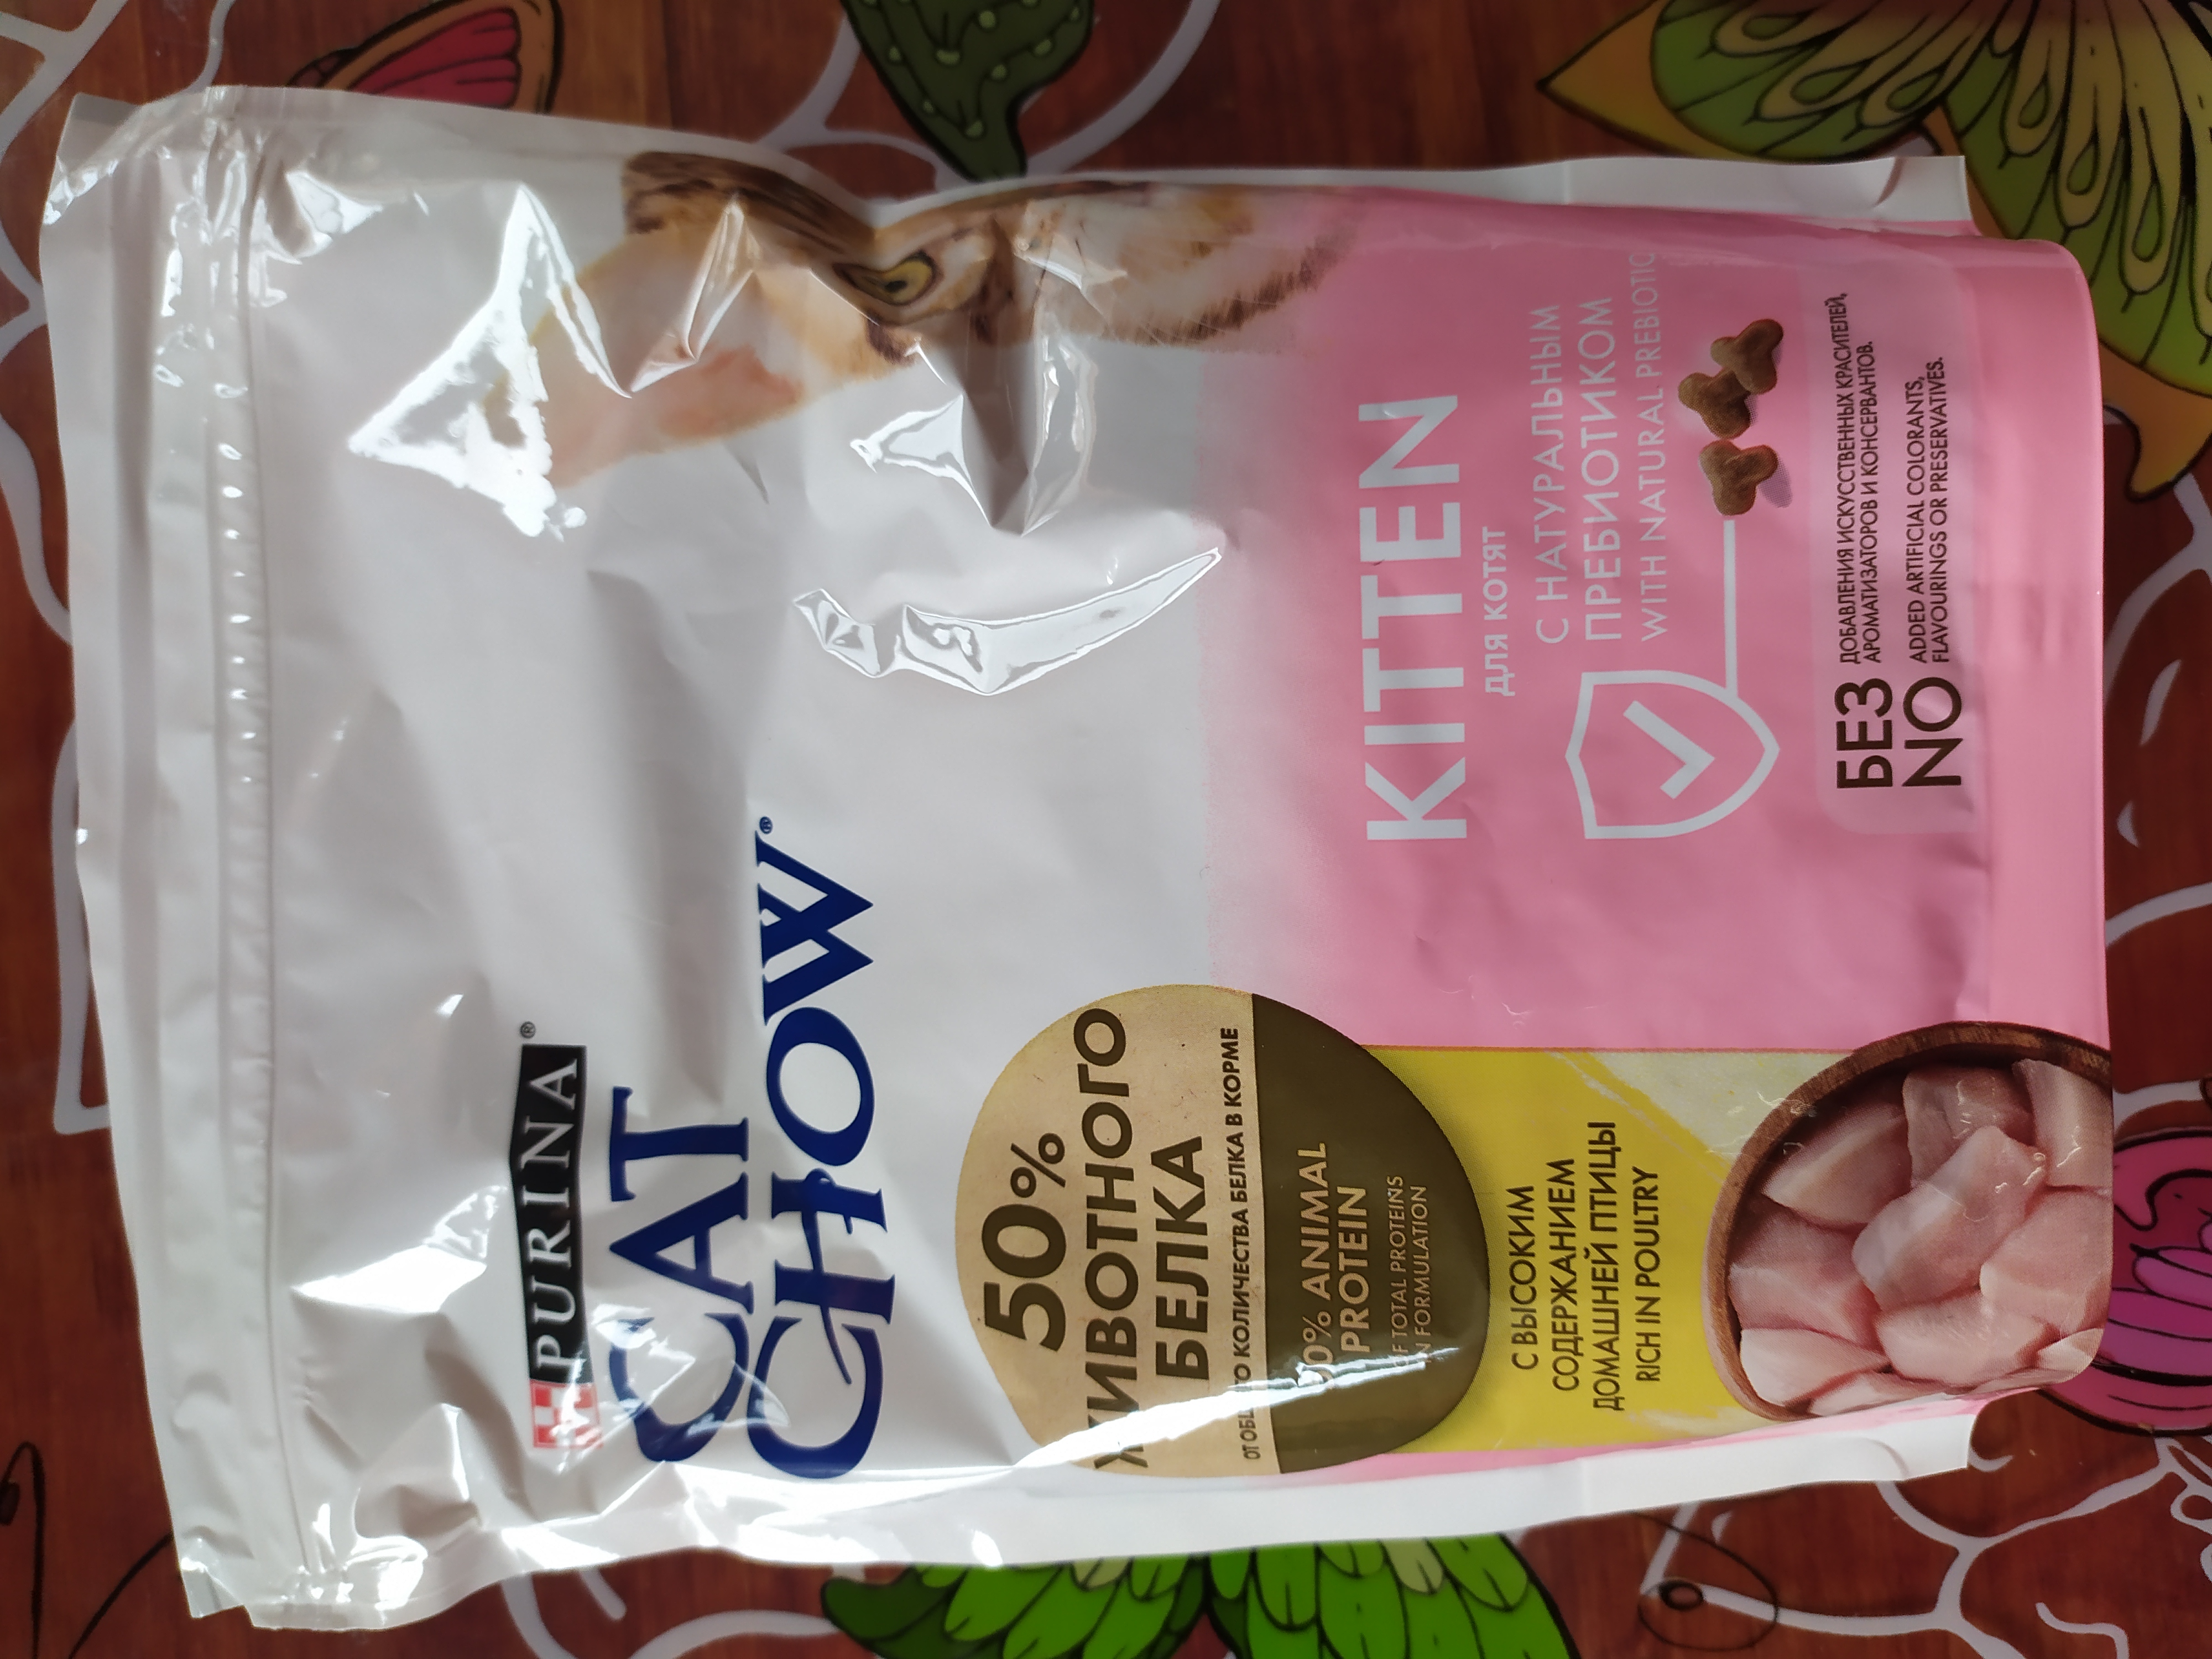 PURINA®
CAT
CHOW®
50%
ЖИВОТНОГО
БЕЛКА
КОЛИЧЕСТВА БЕЛКА В КОРМЕ
ANIMAL
PROTEIN
OF TOTAL PROTEINS
IN FORMULATION
KITTEN
ДЛЯ КОТЯТ
С НАТУРАЛЬНЫМ
ПРЕБИОТИКОМ
WITH NATURAL PREBIOTIC
С ВЫСОКИМ
СОДЕРЖАНИЕМ
ДОМАШНЕЙ ПТИЦЫ
RICH IN POULTRY
БЕЗ ДОБАВЛЕНИЯ ИСКУССТВЕННЫХ КРАСИТЕЛЕЙ,
АРОМАТИЗАТОРОВ И КОНСЕРВАНТОВ.
NO ADDED ARTIFICIAL COLORANTS,
FLAVOURINGS OR PRESERVATIVES.